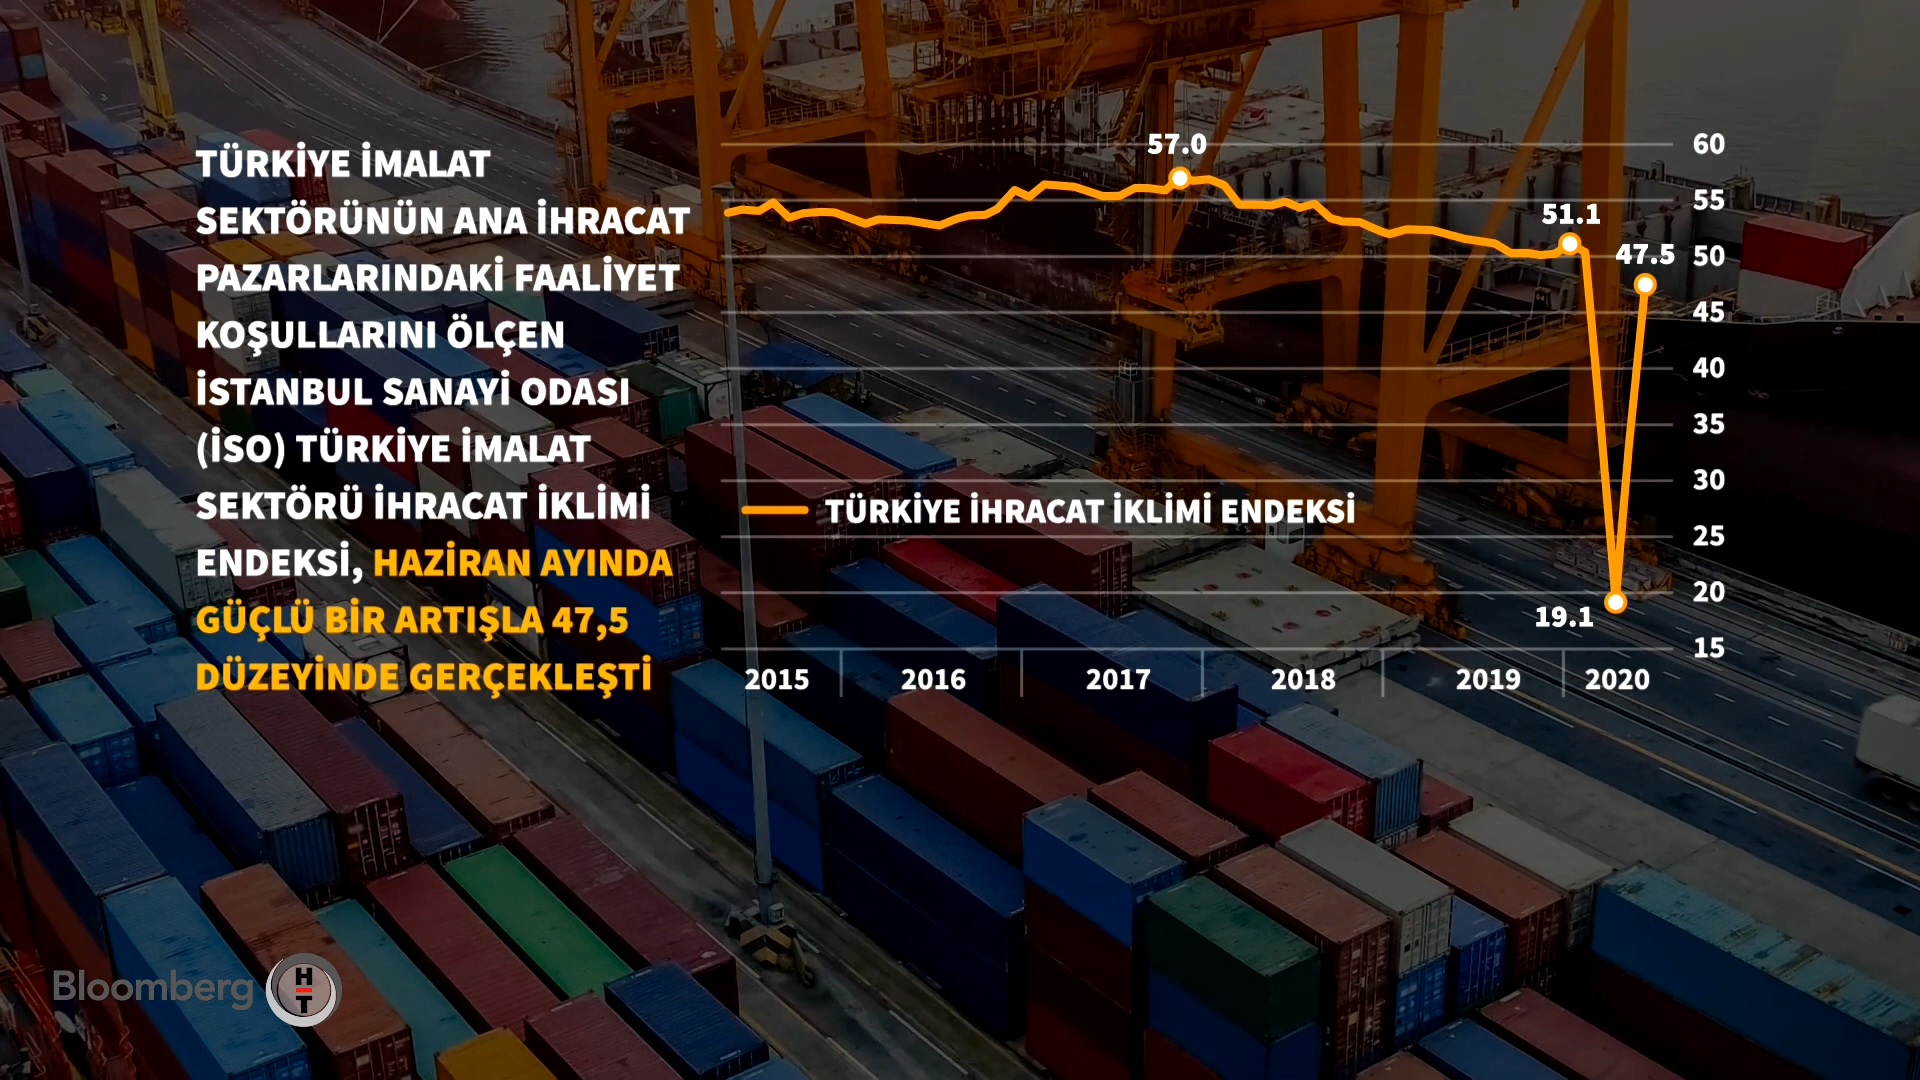 TÜRKİYE İMALAT
SEKTÖRÜNÜN ANA İHRACAT
PAZARLARINDAKİ FAALİYET
KOŞULLARINI ÖLÇEN
İSTANBUL SANAYİ ODASI
(İSO) TÜRKİYE İMALAT
SEKTÖRÜ İHRACAT İKLİMİ
ENDEKSİ, HAZİRAN AYINDA
GÜÇLÜ BİR ARTIŞLA 47,5
DÜZEYİNDE GERÇEKLEŞTİ
57.0
51.1
47.5
19.1
60
55
50
45
40
35
30
25
20
15
TÜRKİYE İHRACAT İKLİMİ ENDEKSİ
2015 2016 2017 2018 2019 2020
Bloomberg HT